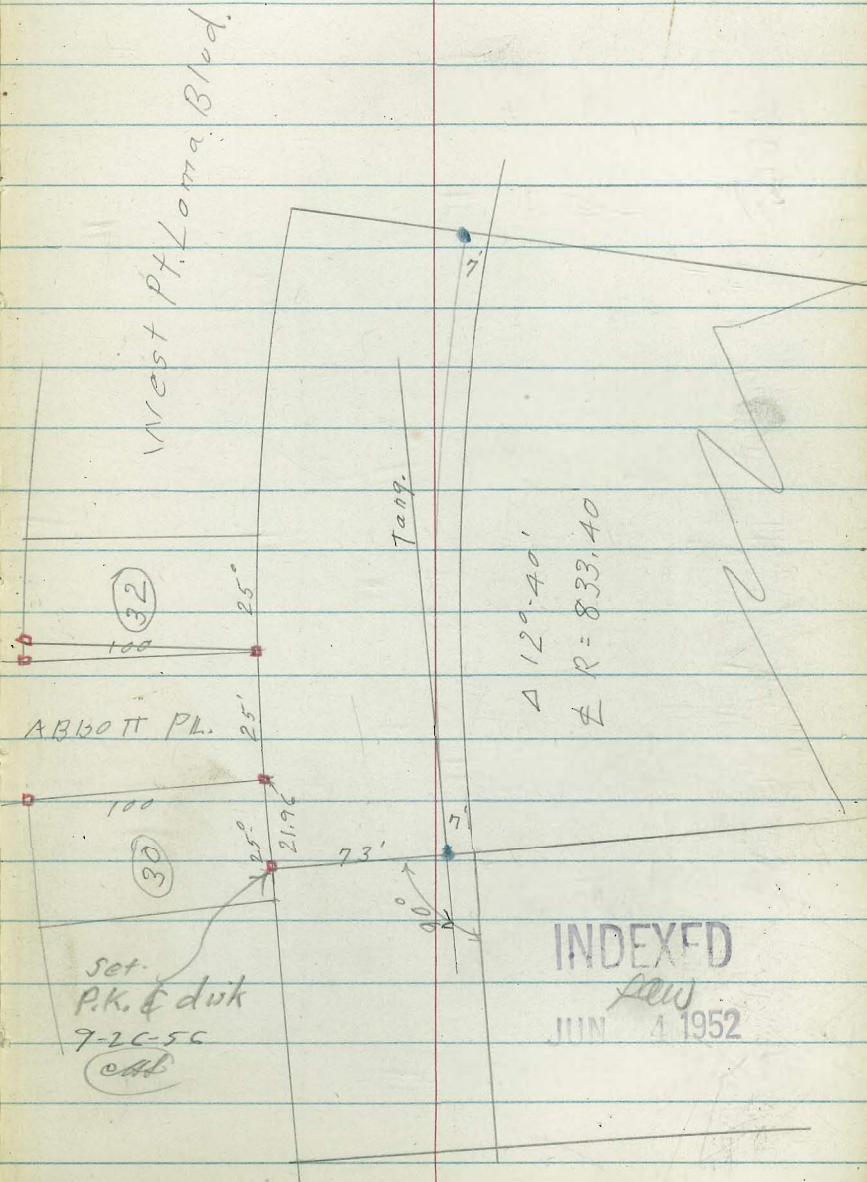 West Pt. Loma Blvd.
7'
Tang.
25°
32
100
Δ 12°-40'
℄ R = 833.40'
ABBOTT PL.
25'
100
21.96
25°
7'
73'
30
90°
Set.
P.K. & disk
9-26-56
INDEXED
JUN 4 1952